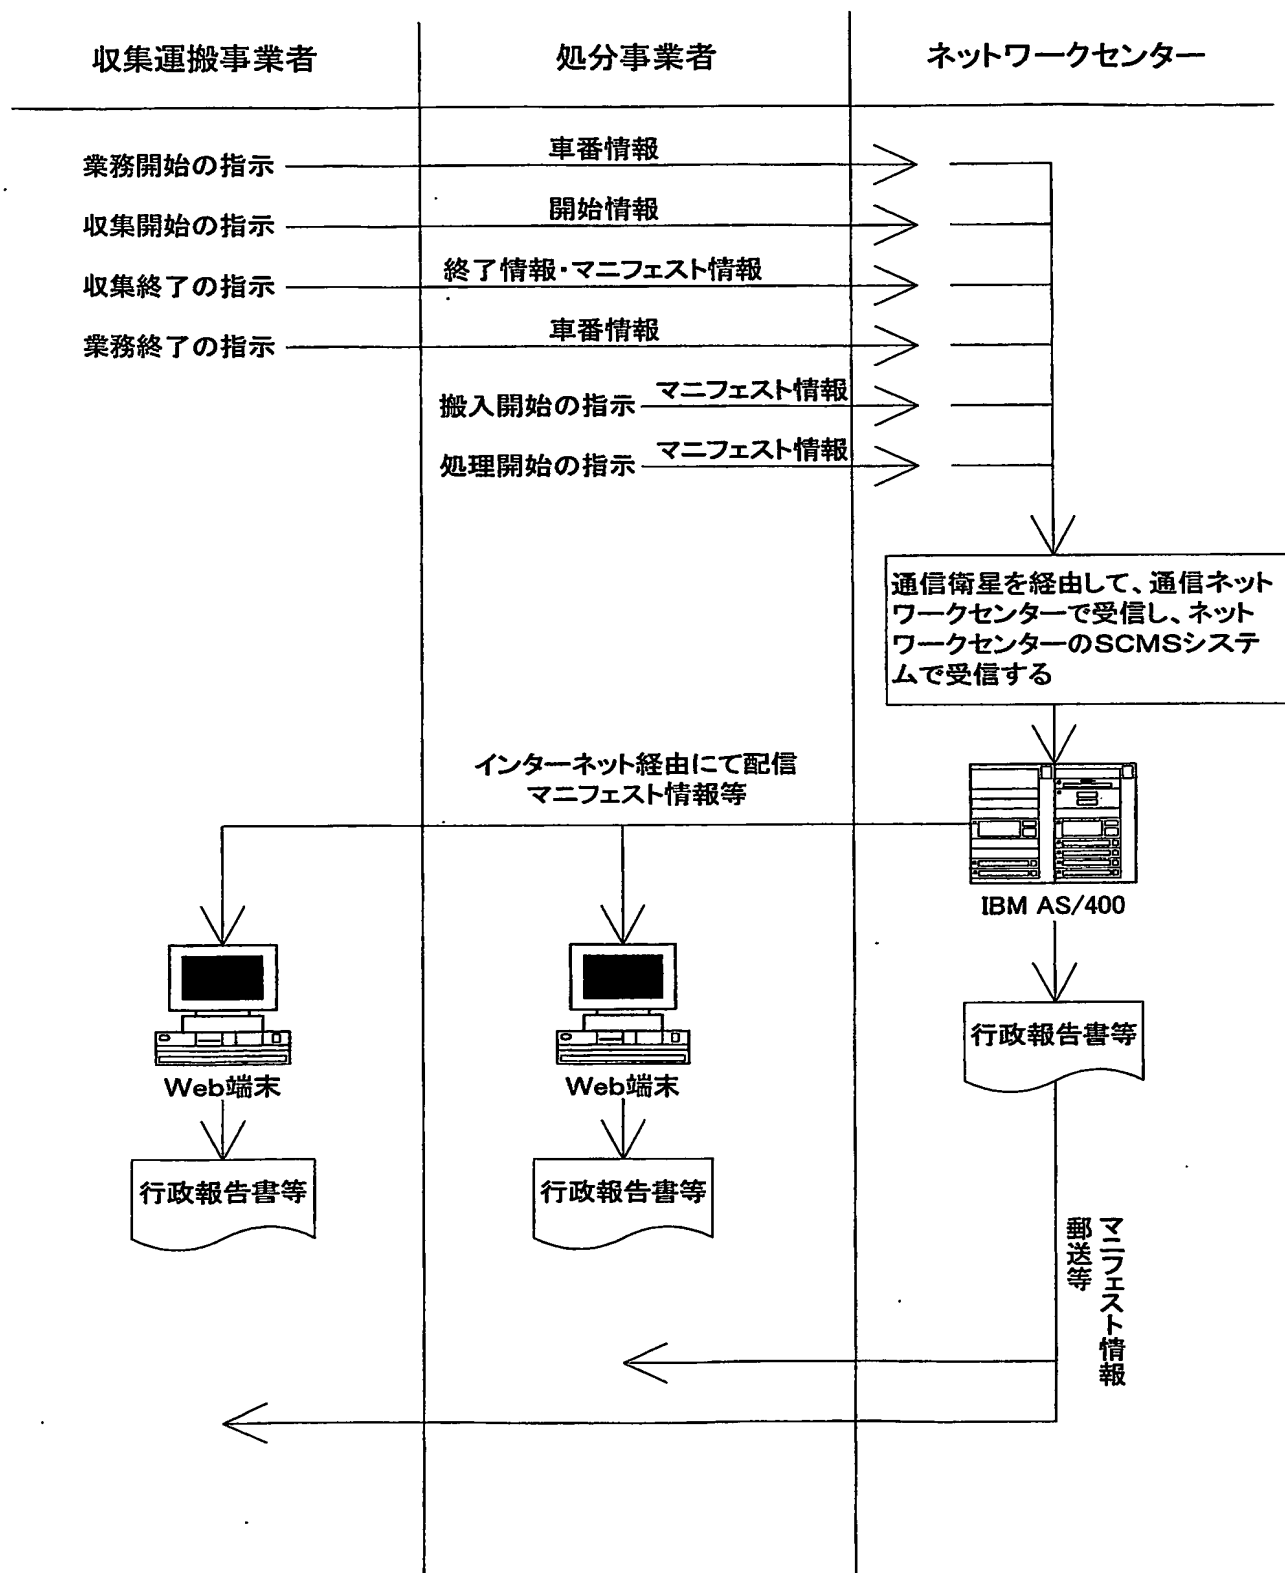 収集運搬事業者
処分事業者
ネットワークセンター
業務開始の指示
車番情報
収集開始の指示
開始情報
収集終了の指示
終了情報・マニフェスト情報
業務終了の指示
車番情報
搬入開始の指示
マニフェスト情報
処理開始の指示
マニフェスト情報
通信衛星を経由して、通信ネット
ワークセンターで受信し、ネット
ワークセンターのSCMSシステ
ムで受信する
インターネット経由にて配信
マニフェスト情報等
IBM AS/400
行政報告書等
Web端末
Web端末
行政報告書等
行政報告書等
マニフェスト情報
郵送等